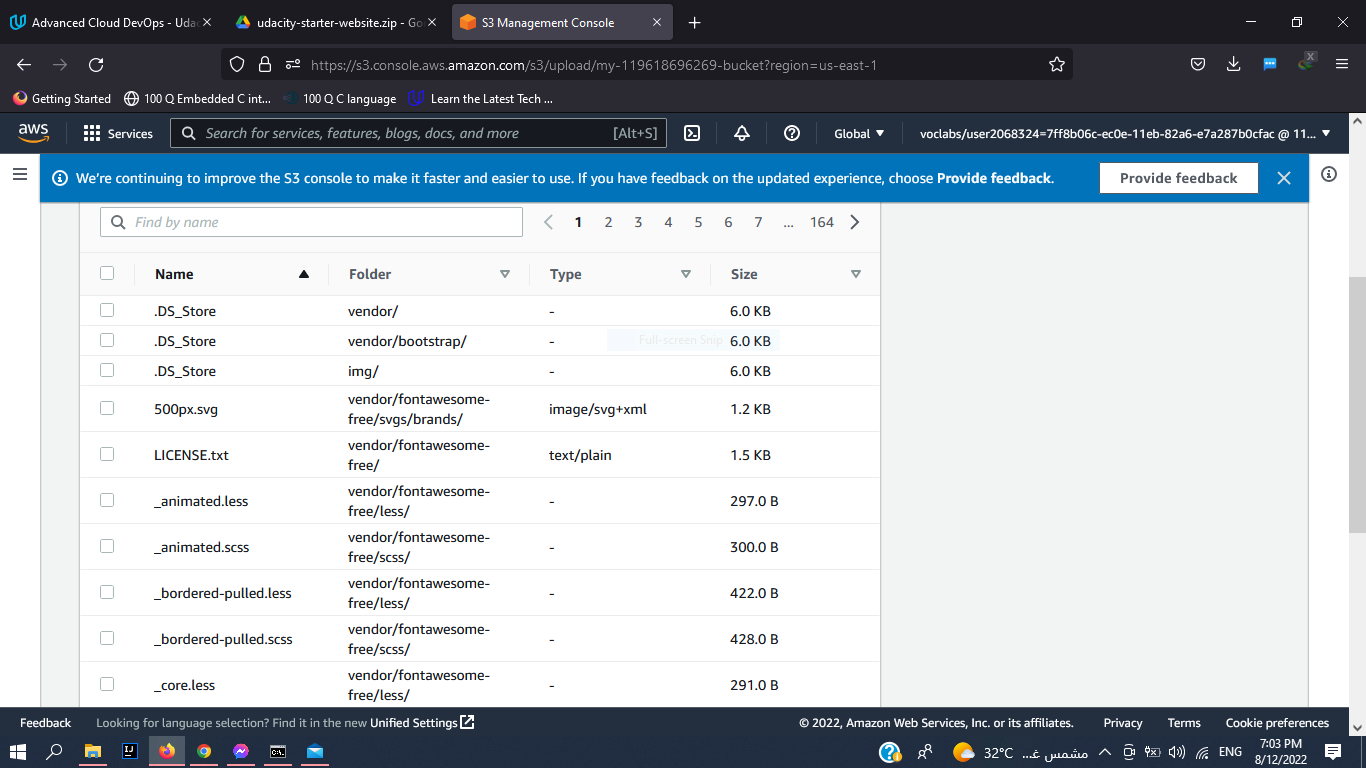 Advanced Cloud DevOps - Udac
udacity-starter-website.zip - Goo
S3 Management Console
https://s3.console.aws.amazon.com/s3/upload/my-119618696269-bucket?region=us-east-1
Getting Started
100 Q Embedded C int...
100 Q C language
Learn the Latest Tech ...
aws
Services
Search for services, features, blogs, docs, and more
[Alt+S]
Global
voclabs/user2068324=7ff8b06c-ec0e-11eb-82a6-e7a287b0cfac @ 11...
We're continuing to improve the S3 console to make it faster and easier to use. If you have feedback on the updated experience, choose Provide feedback.
Provide feedback
Find by name
1 2 3 4 5 6 7 ... 164
Name Folder Type Size
.DS_Store vendor/ - 6.0 KB
.DS_Store vendor/bootstrap/ - 6.0 KB
Full-screen Snip
.DS_Store img/ - 6.0 KB
500px.svg vendor/fontawesome-free/svgs/brands/ image/svg+xml 1.2 KB
LICENSE.txt vendor/fontawesome-free/ text/plain 1.5 KB
_animated.less vendor/fontawesome-free/less/ - 297.0 B
_animated.scss vendor/fontawesome-free/scss/ - 300.0 B
_bordered-pulled.less vendor/fontawesome-free/less/ - 422.0 B
_bordered-pulled.scss vendor/fontawesome-free/scss/ - 428.0 B
_core.less vendor/fontawesome-free/less/ - 291.0 B
Feedback
Looking for language selection? Find it in the new Unified Settings
© 2022, Amazon Web Services, Inc. or its affiliates.
Privacy
Terms
Cookie preferences
32°C مشمس غـ...
ENG
7:03 PM
8/12/2022